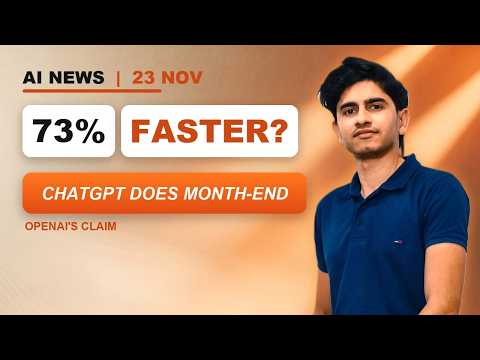 AI NEWS | 23 NOV
73% FASTER?
CHATGPT DOES MONTH-END
OPENAI'S CLAIM